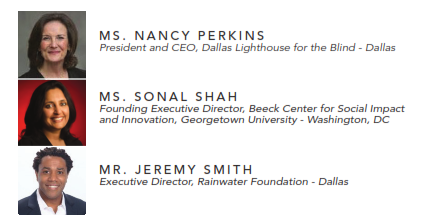 MS. NANCY PERKINS
President and CEO, Dallas Lighthouse for the Blind - Dallas
MS. SONAL SHAH
Founding Executive Director, Beeck Center for Social Impact
and Innovation, Georgetown University - Washington, DC
MR. JEREMY SMITH
Executive Director, Rainwater Foundation - Dallas